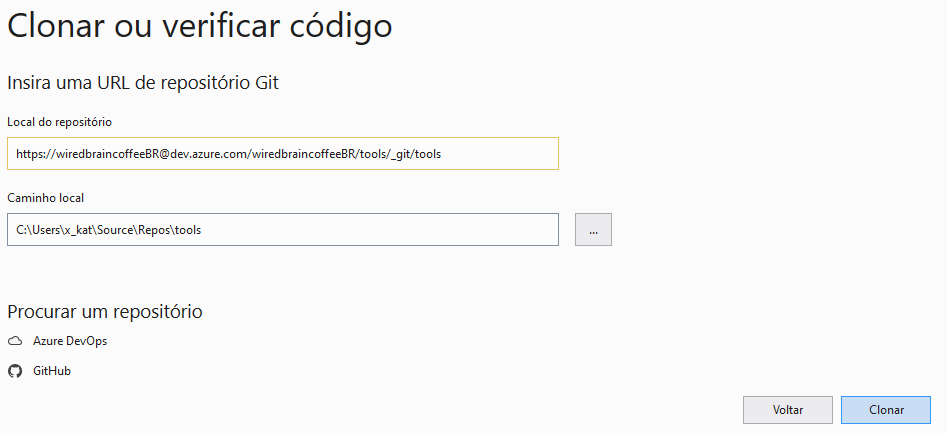 Clonar ou verificar código
Insira uma URL de repositório Git
Local do repositório
https://wiredbraincoffeeBR@dev.azure.com/wiredbraincoffeeBR/tools/_git/tools
Caminho local
C:\Users\x_kat\Source\Repos\tools
...
Procurar um repositório
Azure DevOps
GitHub
Voltar
Clonar